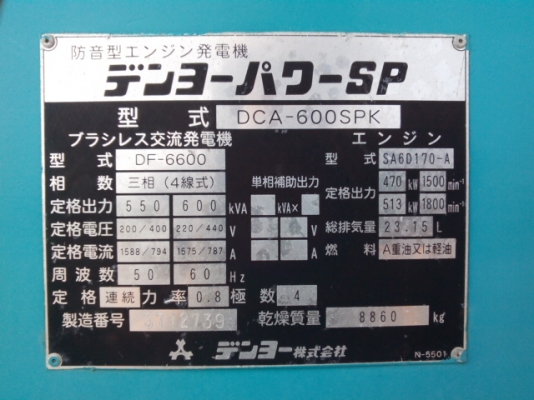 防音型エンジン発電機
デンヨーパワーSP
型式 DCA-600SPK
ブラシレス交流発電機 エンジン
型式 DF-6600 型式 SA6D170-A
相数 三相(4線式) 単相補助出力 定格出力 470 kW 1500 min⁻¹
定格出力 550 600 kVA kVA× 513 kW 1800 min⁻¹
定格電圧 200/400 220/440 V V 総排気量 23.15 L
定格電流 1588/794 1575/787 A A 燃料 A重油又は軽油
周波数 50 60 Hz
定格 連続 力率 0.8 極数 4
製造番号 乾燥質量 8860 kg
デンヨー株式会社 N-5501